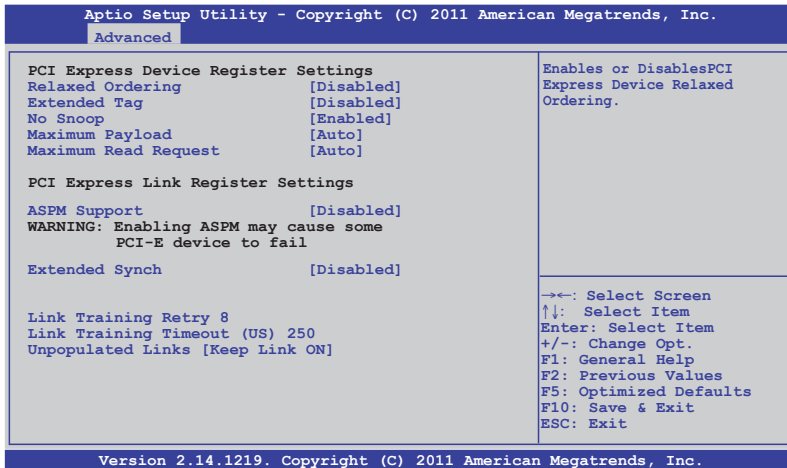 Aptio Setup Utility - Copyright (C) 2011 American Megatrends, Inc.
Advanced
PCI Express Device Register Settings
Relaxed Ordering [Disabled]
Extended Tag [Disabled]
No Snoop [Enabled]
Maximum Payload [Auto]
Maximum Read Request [Auto]
PCI Express Link Register Settings
ASPM Support [Disabled]
WARNING: Enabling ASPM may cause some
PCI-E device to fail
Extended Synch [Disabled]
Link Training Retry 8
Link Training Timeout (US) 250
Unpopulated Links [Keep Link ON]
Enables or DisablesPCI
Express Device Relaxed
Ordering.
→←: Select Screen
↑↓: Select Item
Enter: Select Item
+/-: Change Opt.
F1: General Help
F2: Previous Values
F5: Optimized Defaults
F10: Save & Exit
ESC: Exit
Version 2.14.1219. Copyright (C) 2011 American Megatrends, Inc.